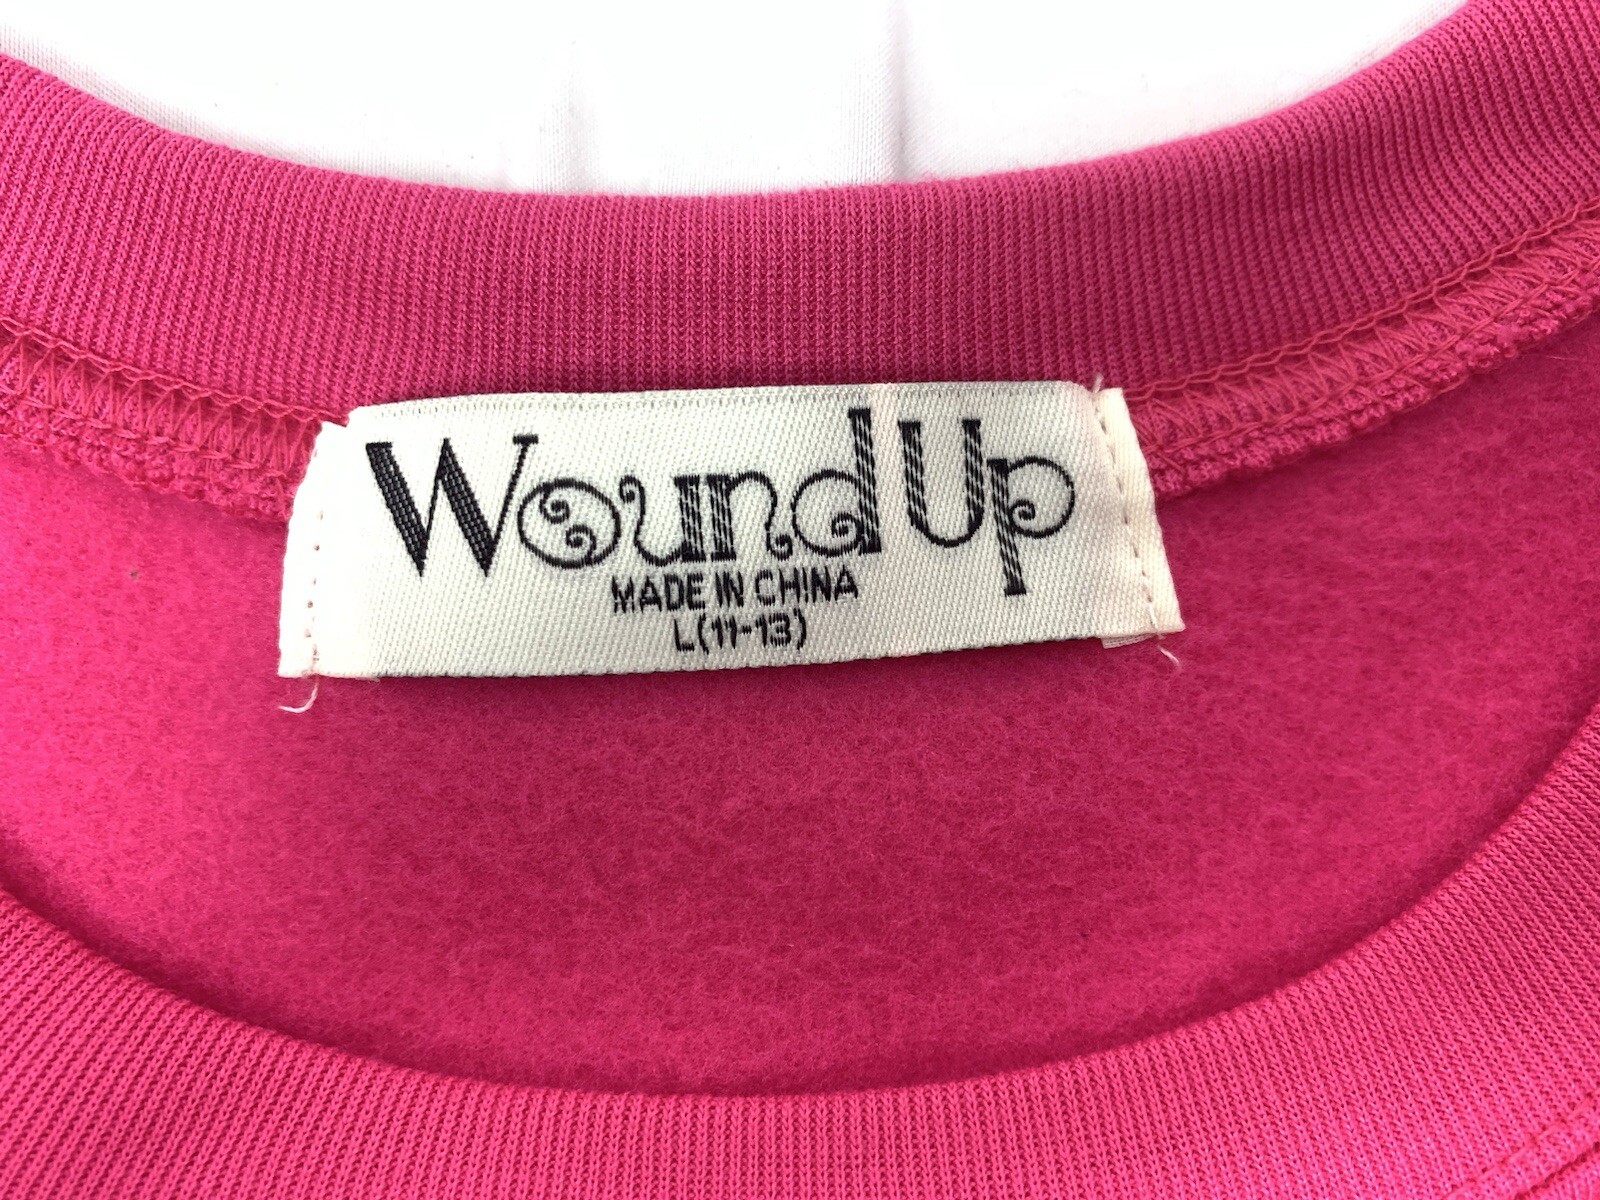 Wound Up
MADE IN CHINA
L(11-13)